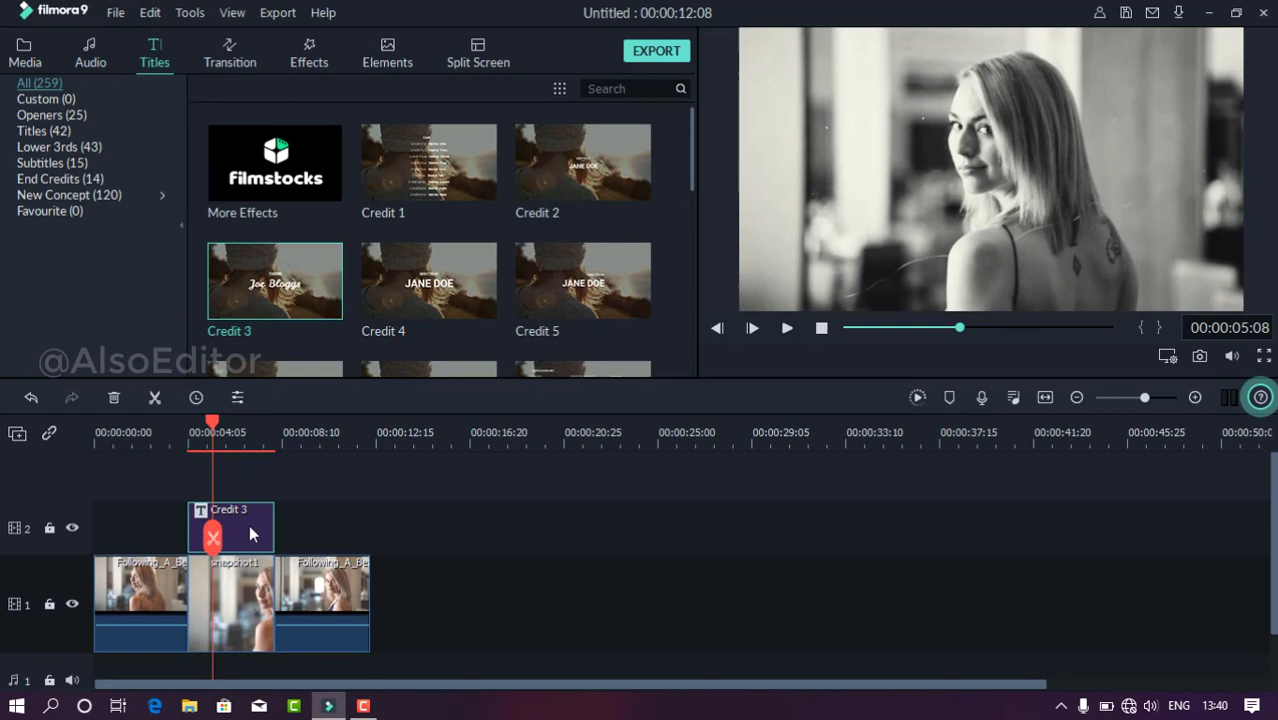 filmora9 File Edit Tools View Export Help Untitled : 00:00:12:08
Media Audio Titles Transition Effects Elements Split Screen EXPORT
All (259)
Custom (0)
Openers (25)
Titles (42)
Lower 3rds (43)
Subtitles (15)
End Credits (14)
New Concept (120)
Favourite (0)
Search
filmstocks
More Effects
Credit 1
JANE DOE
Credit 2
Joe Bloggs
Credit 3
JANE DOE
Credit 4
JANE DOE
Credit 5
@AlsoEditor
00:00:05:08
00:00:00:00 00:00:04:05 00:00:08:10 00:00:12:15 00:00:16:20 00:00:20:25 00:00:25:00 00:00:29:05 00:00:33:10 00:00:37:15 00:00:41:20 00:00:45:25 00:00:50:0
2 T Credit 3
Following_A_Be snapshot1 Following_A_Be
1
1
ENG 13:40